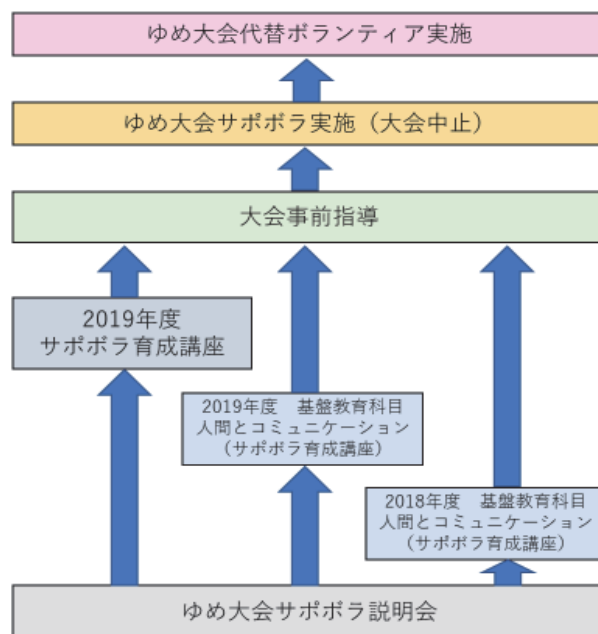 ゆめ大会代替ボランティア実施
ゆめ大会サポボラ実施（大会中止）
大会事前指導
2019年度
サポボラ育成講座
2019年度　基盤教育科目
人間とコミュニケーション
（サポボラ育成講座）
2018年度　基盤教育科目
人間とコミュニケーション
（サポボラ育成講座）
ゆめ大会サポボラ説明会